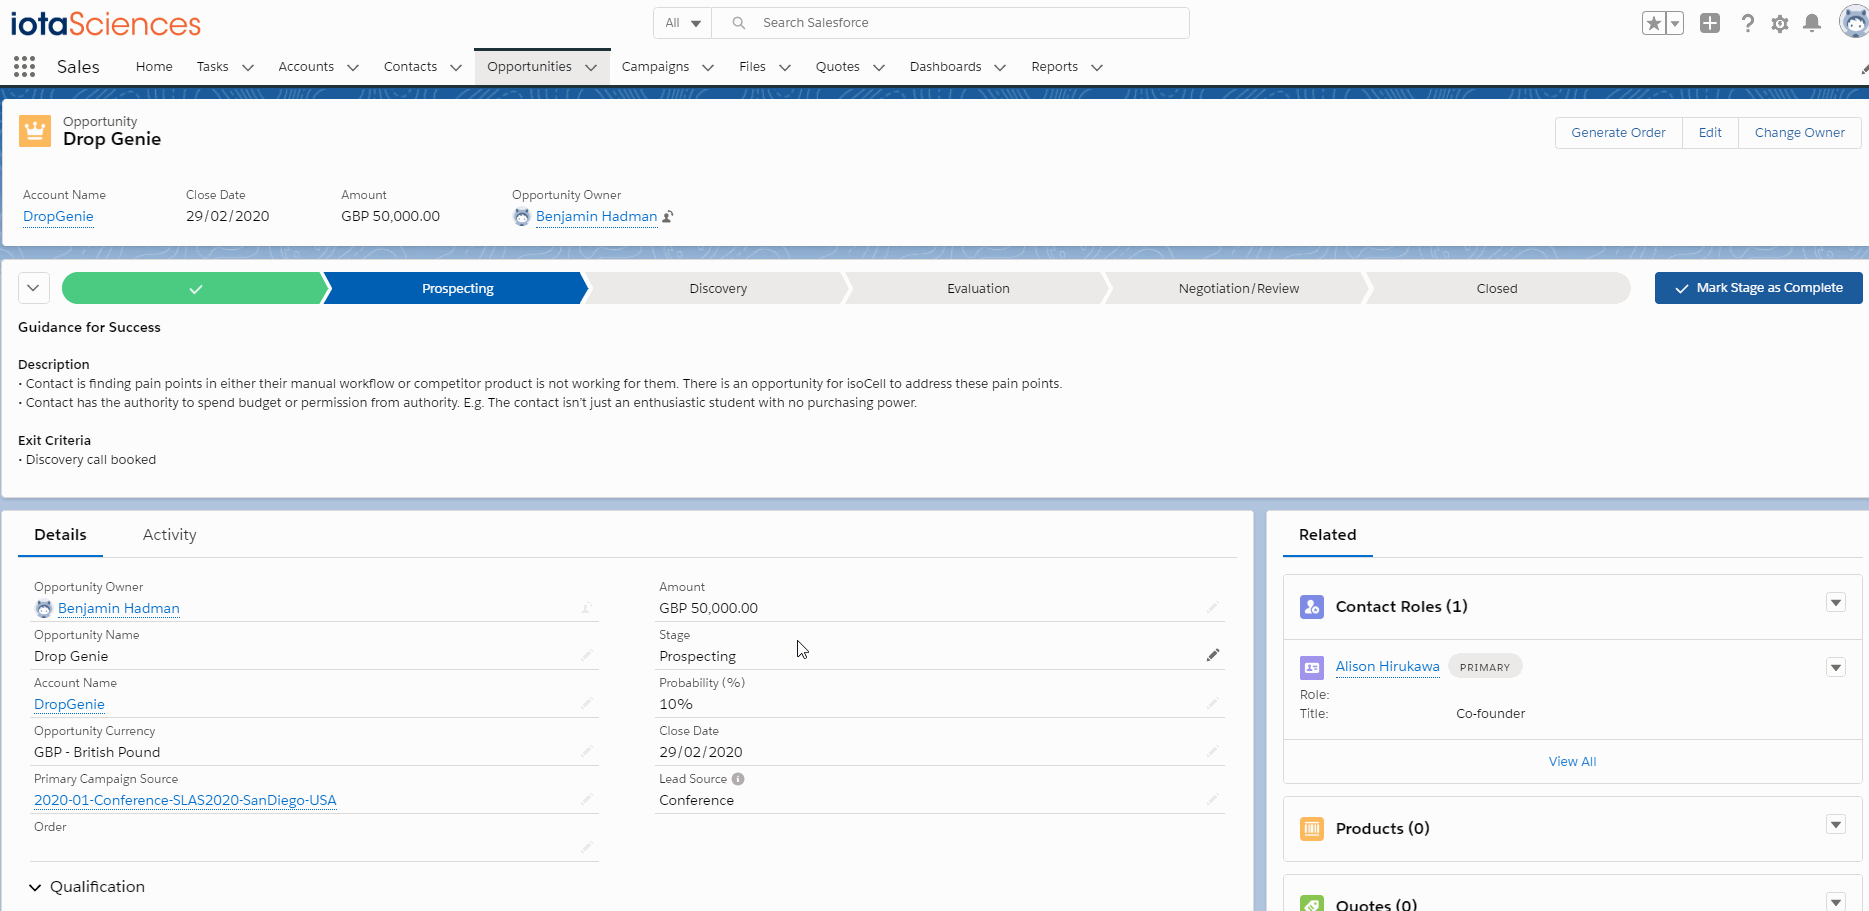 iotaSciences
All
Search Salesforce
Sales
Home
Tasks
Accounts
Contacts
Opportunities
Campaigns
Files
Quotes
Dashboards
Reports
Opportunity
Drop Genie
Generate Order
Edit
Change Owner
Account Name
Close Date
Amount
Opportunity Owner
DropGenie
29/02/2020
GBP 50,000.00
Benjamin Hadman
Prospecting
Discovery
Evaluation
Negotiation/Review
Closed
Mark Stage as Complete
Guidance for Success
Description
• Contact is finding pain points in either their manual workflow or competitor product is not working for them. There is an opportunity for isoCell to address these pain points.
• Contact has the authority to spend budget or permission from authority. E.g. The contact isn't just an enthusiastic student with no purchasing power.
Exit Criteria
• Discovery call booked
Details
Activity
Opportunity Owner
Benjamin Hadman
Opportunity Name
Drop Genie
Account Name
DropGenie
Opportunity Currency
GBP - British Pound
Primary Campaign Source
2020-01-Conference-SLAS2020-SanDiego-USA
Order
Amount
GBP 50,000.00
Stage
Prospecting
Probability (%)
10%
Close Date
29/02/2020
Lead Source
Conference
Qualification
Related
Contact Roles (1)
Alison Hirukawa PRIMARY
Role:
Title: Co-founder
View All
Products (0)
Quotes (0)